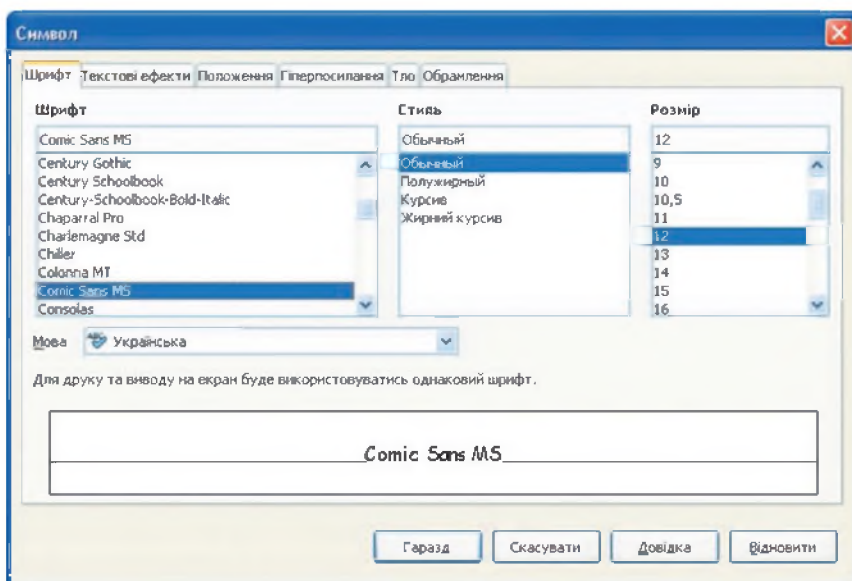 Символ
Шрифт Текстові ефекти Положення Гіперпосилання Тло Обрамлення
Шрифт Стиль Розмір
Comic Sans MS Обычный 12
Century Gothic Обычный 9
Century Schoolbook Полужирный 10
Century-Schoolbook-Bold-Italic Курсив 10,5
Chaparral Pro Жирний курсив 11
Charlemagne Std 12
Chiller 13
Colonna MT 14
Comic Sans MS 15
Consolas 16
Мова Українська
Для друку та виводу на екран буде використовуватись однаковий шрифт.
Comic Sans MS
Гаразд Скасувати Довідка Відновити